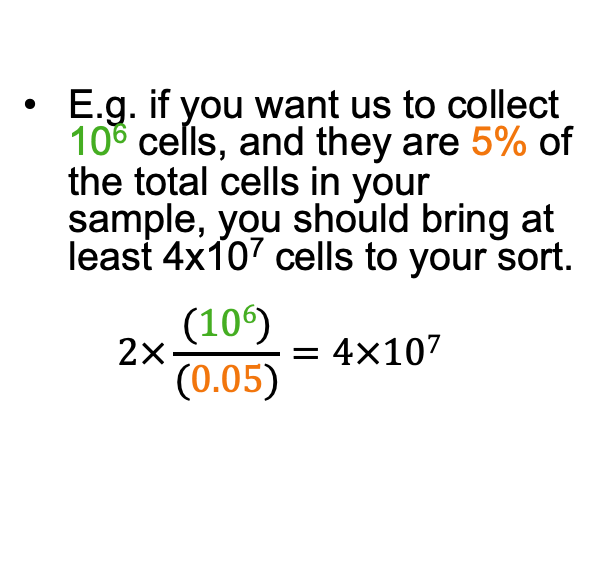 • E.g. if you want us to collect
10⁶ cells, and they are 5% of
the total cells in your
sample, you should bring at
least 4x10⁷ cells to your sort.
2×(10⁶)/(0.05) = 4×10⁷